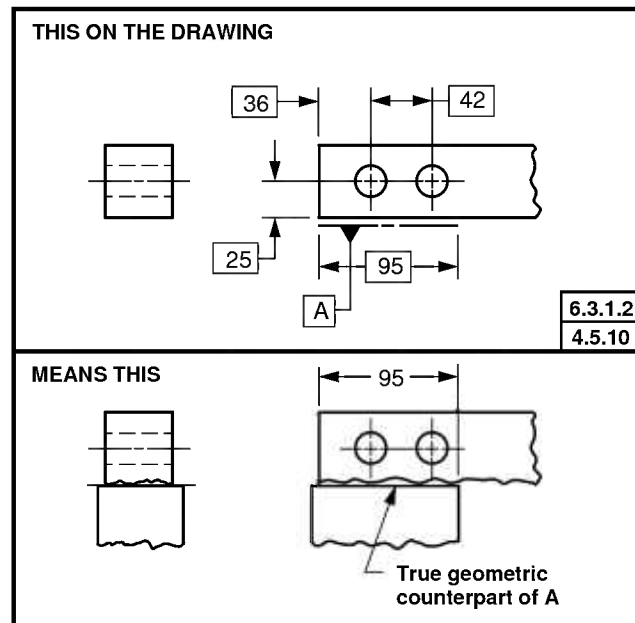 THIS ON THE DRAWING
36
42
25
95
A
6.3.1.2
4.5.10
MEANS THIS
95
True geometric
counterpart of A